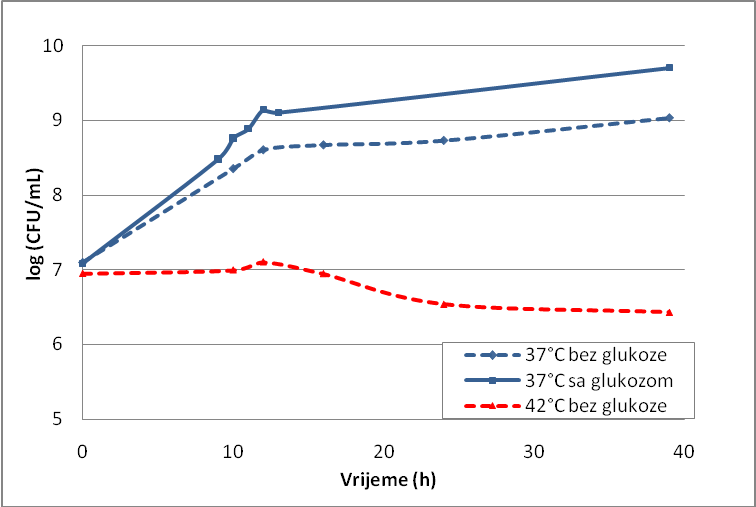 10
9
8
7
6
5
log (CFU/mL)
0
10
20
30
40
Vrijeme (h)
37°C bez glukoze
37°C sa glukozom
42°C bez glukoze